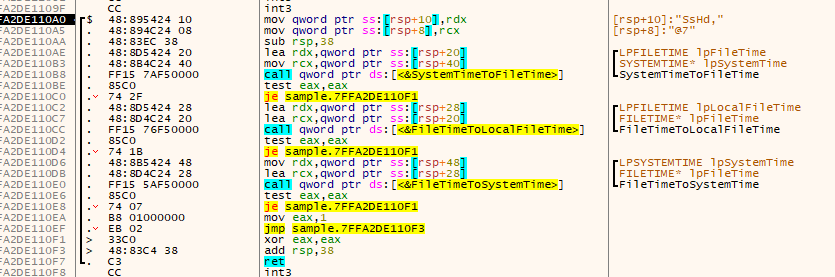 FA2DE1109F CC int3
FA2DE110A0 $ 48:895424 10 mov qword ptr ss:[rsp+10],rdx [rsp+10]:"SsHd,"
FA2DE110A5 . 48:894C24 08 mov qword ptr ss:[rsp+8],rcx [rsp+8]:"@7"
FA2DE110AA . 48:83EC 38 sub rsp,38
FA2DE110AE . 48:8D5424 20 lea rdx,qword ptr ss:[rsp+20] LPFILETIME lpFileTime
FA2DE110B3 . 48:8B4C24 40 mov rcx,qword ptr ss:[rsp+40] SYSTEMTIME* lpSystemTime
FA2DE110B8 . FF15 7AF50000 call qword ptr ds:[<&SystemTimeToFileTime>] SystemTimeToFileTime
FA2DE110BE . 85C0 test eax,eax
FA2DE110C0 . 74 2F je sample.7FFA2DE110F1
FA2DE110C2 . 48:8D5424 28 lea rdx,qword ptr ss:[rsp+28] LPFILETIME lpLocalFileTime
FA2DE110C7 . 48:8D4C24 20 lea rcx,qword ptr ss:[rsp+20] FILETIME* lpFileTime
FA2DE110CC . FF15 76F50000 call qword ptr ds:[<&FileTimeToLocalFileTime>] FileTimeToLocalFileTime
FA2DE110D2 . 85C0 test eax,eax
FA2DE110D4 . 74 1B je sample.7FFA2DE110F1
FA2DE110D6 . 48:8B5424 48 mov rdx,qword ptr ss:[rsp+48] LPSYSTEMTIME lpSystemTime
FA2DE110DB . 48:8D4C24 28 lea rcx,qword ptr ss:[rsp+28] FILETIME* lpFileTime
FA2DE110E0 . FF15 5AF50000 call qword ptr ds:[<&FileTimeToSystemTime>] FileTimeToSystemTime
FA2DE110E6 . 85C0 test eax,eax
FA2DE110E8 . 74 07 je sample.7FFA2DE110F1
FA2DE110EA . B8 01000000 mov eax,1
FA2DE110EF . EB 02 jmp sample.7FFA2DE110F3
FA2DE110F1 > 33C0 xor eax,eax
FA2DE110F3 > 48:83C4 38 add rsp,38
FA2DE110F7 . C3 ret
FA2DE110F8 CC int3